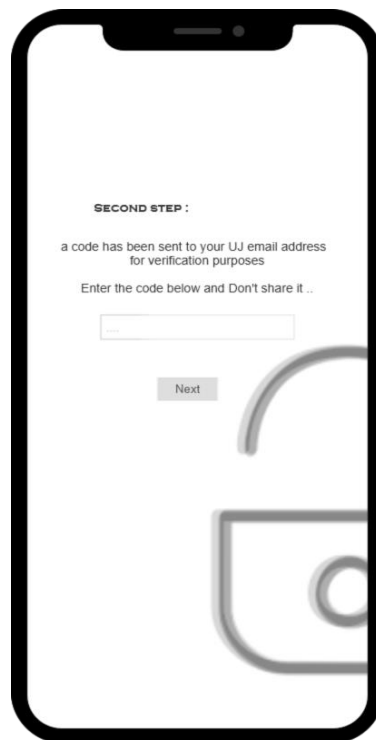 SECOND STEP :
a code has been sent to your UJ email address
for verification purposes
Enter the code below and Don't share it ..
....
Next